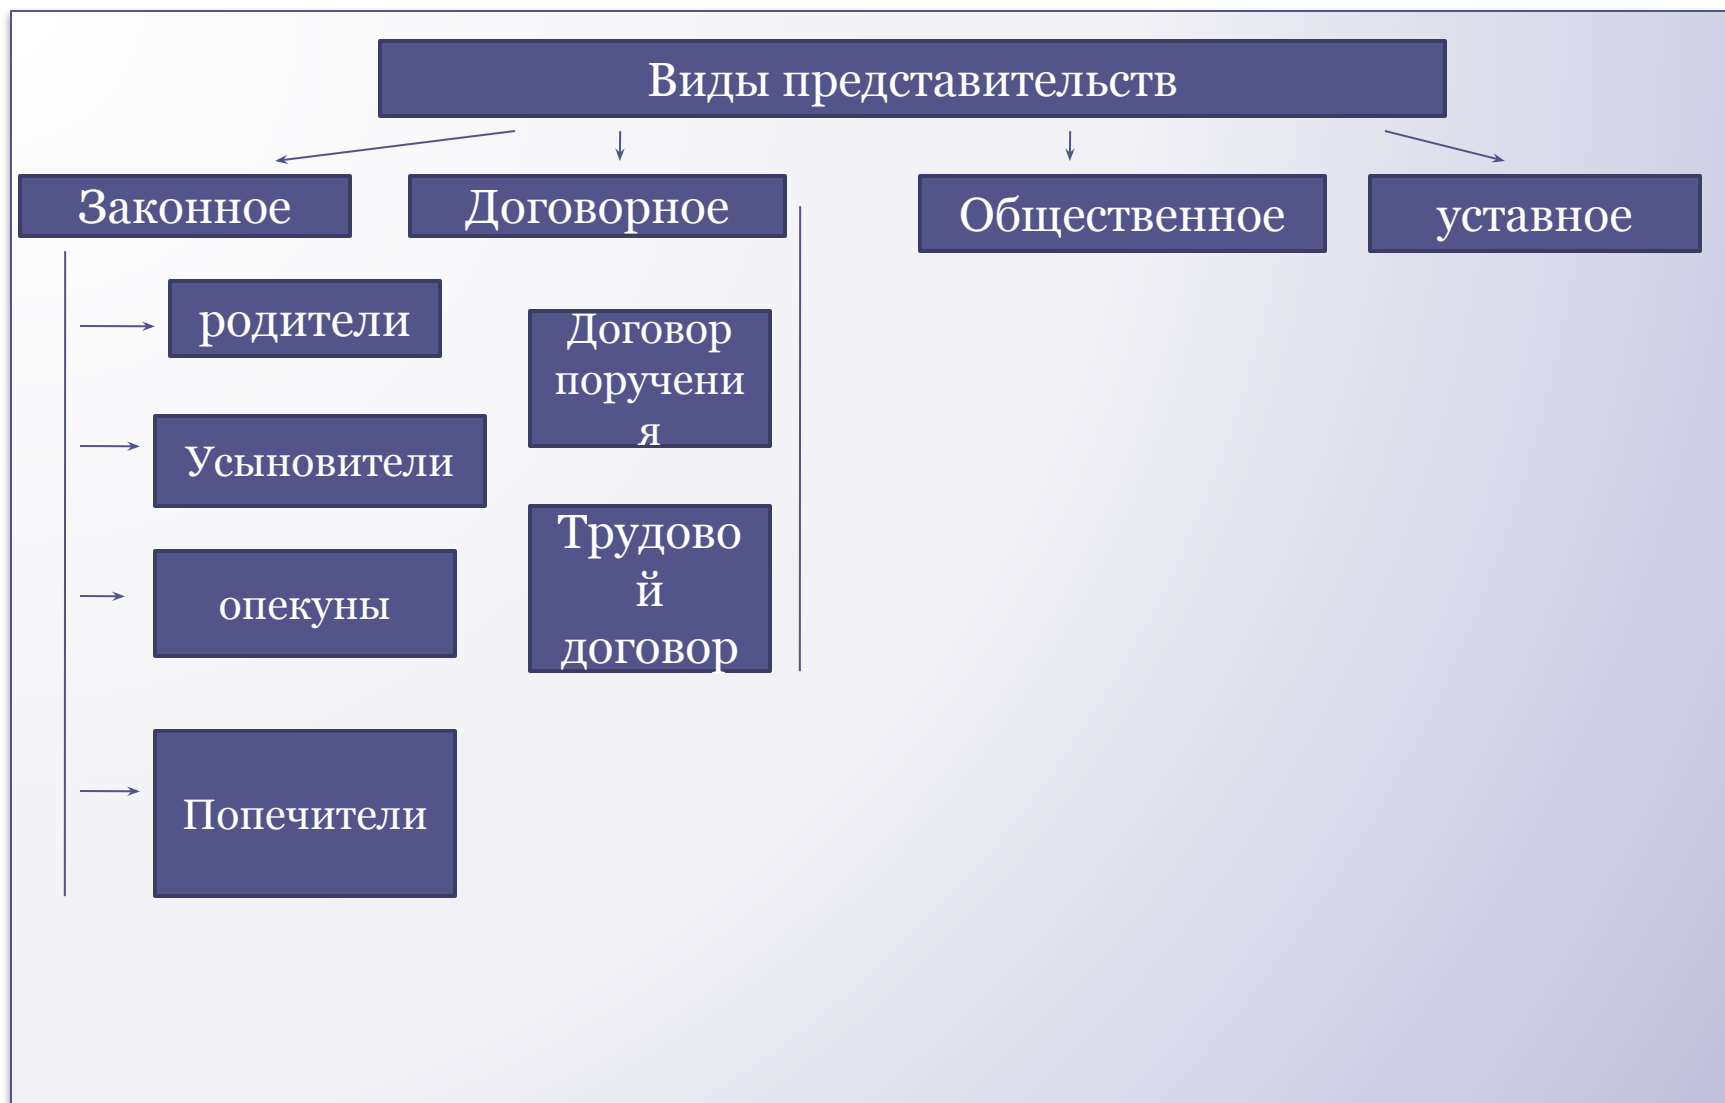 Виды представительств
Законное
Договорное
Общественное
уставное
родители
Усыновители
опекуны
Попечители
Договор
поручени
я
Трудово
й
договор